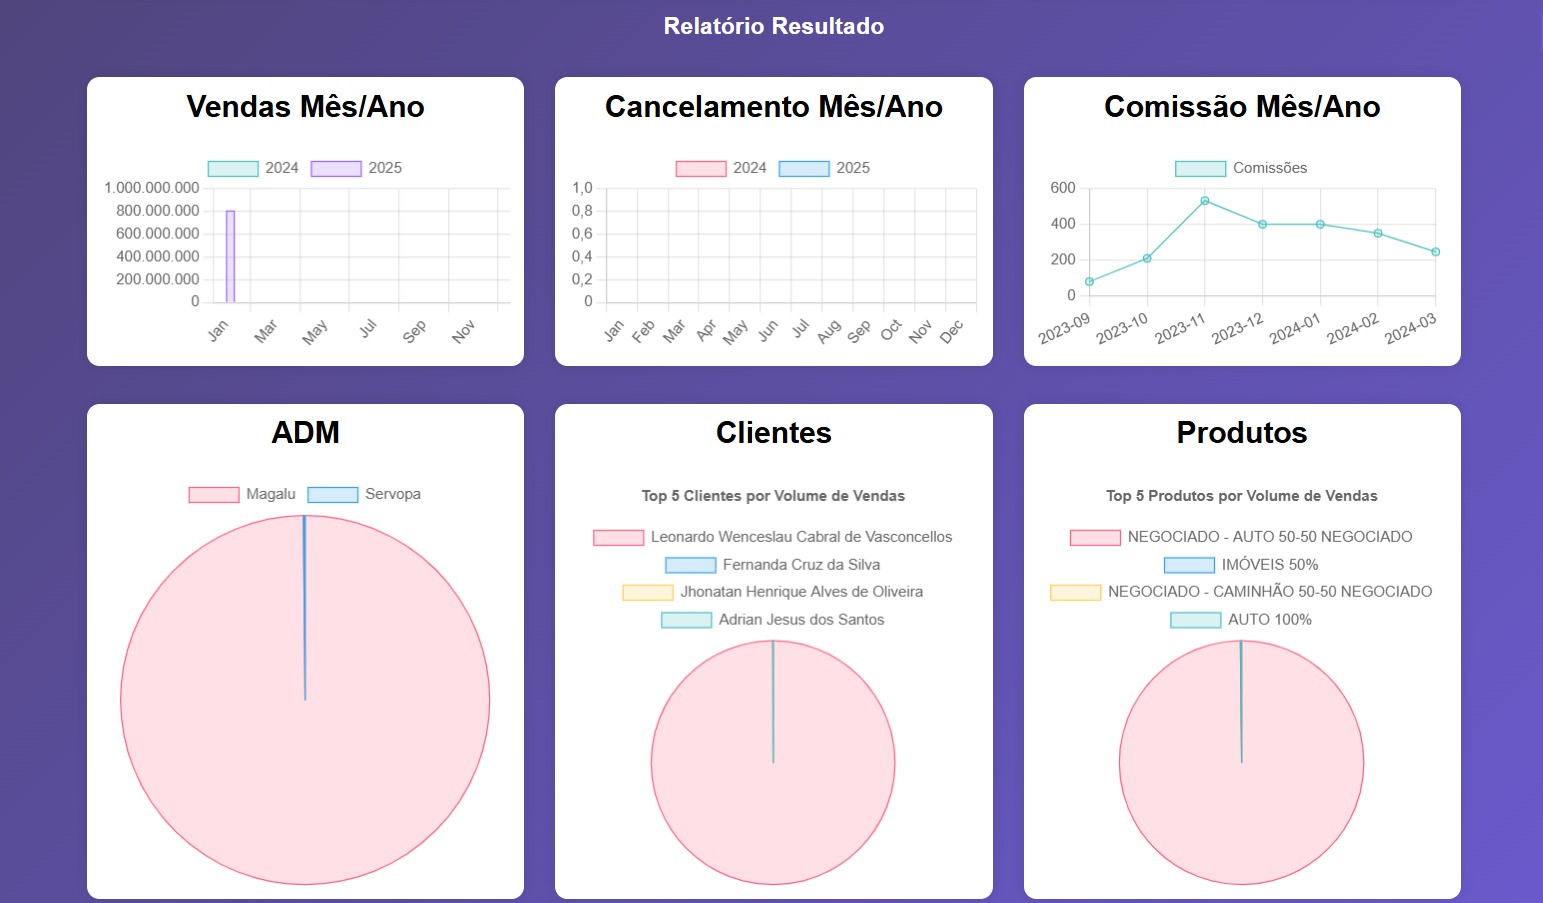 Relatório Resultado
Vendas Mês/Ano
2024 2025
1.000.000.000
800.000.000
600.000.000
400.000.000
200.000.000
0
Jan Mar May Jul Sep Nov
Cancelamento Mês/Ano
2024 2025
1,0
0,8
0,6
0,4
0,2
0
Jan Feb Mar Apr May Jun Jul Aug Sep Oct Nov Dec
Comissão Mês/Ano
Comissões
600
400
200
0
2023-09 2023-10 2023-11 2023-12 2024-01 2024-02 2024-03
ADM
Magalu Servopa
Clientes
Top 5 Clientes por Volume de Vendas
Leonardo Wenceslau Cabral de Vasconcellos
Fernanda Cruz da Silva
Jhonatan Henrique Alves de Oliveira
Adrian Jesus dos Santos
Produtos
Top 5 Produtos por Volume de Vendas
NEGOCIADO - AUTO 50-50 NEGOCIADO
IMÓVEIS 50%
NEGOCIADO - CAMINHÃO 50-50 NEGOCIADO
AUTO 100%